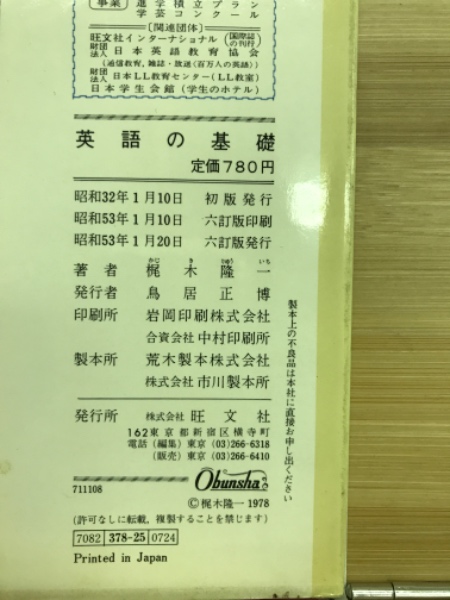 事業 進学積立プラン
学芸コンクール
〔関連団体〕
旺文社インターナショナル (国際誌の刊行)
財団法人 日本英語教育協会
(通信教育, 雑誌・放送〈百万人の英語〉)
財団法人 日本LL教育センター(LL教室)
日本学生会館(学生のホテル)
英語の基礎
定価780円
昭和32年1月10日 初版発行
昭和53年1月10日 六訂版印刷
昭和53年1月20日 六訂版発行
かじ き りゅう いち
著者 梶木隆一
発行者 鳥居正博
印刷所 岩岡印刷株式会社
合資会社 中村印刷所
製本所 荒木製本株式会社
株式会社 市川製本所
発行所 株式会社 旺文社
162東京都新宿区横寺町
電話 (編集) 東京 (03)266-6318
(販売) 東京 (03)266-6410
711108
Obunsha
©梶木隆一 1978
(許可なしに転載, 複製することを禁じます)
7082 378-25 0724
Printed in Japan
製本上の不良品は本社に直接お申し出ください